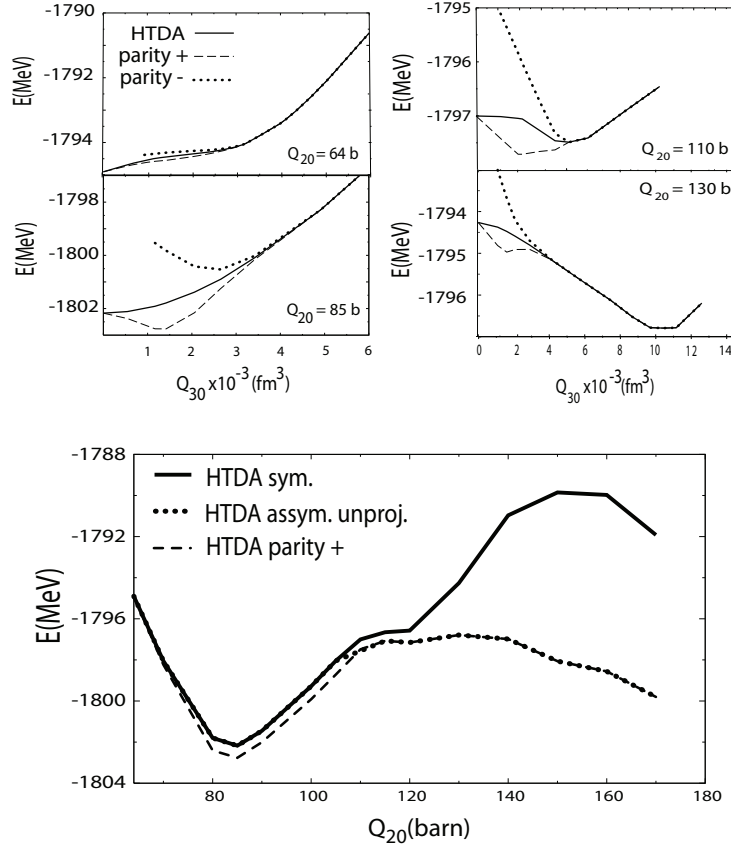 -1790
HTDA
parity +
parity -
-1792
E(MeV)
-1794
Q20 = 64 b
-1798
-1800
E(MeV)
-1802
Q20 = 85 b
1 2 3 4 5 6
Q30 x10-3 (fm3)
-1795
-1796
E(MeV)
-1797
Q20 = 110 b
Q20 = 130 b
-1794
E(MeV)
-1795
-1796
0 2 4 6 8 10 12 14
Q30 x10-3 (fm3)
-1788
HTDA sym.
HTDA assym. unproj.
HTDA parity +
-1792
E(MeV)
-1796
-1800
-1804
80 100 120 140 160 180
Q20(barn)